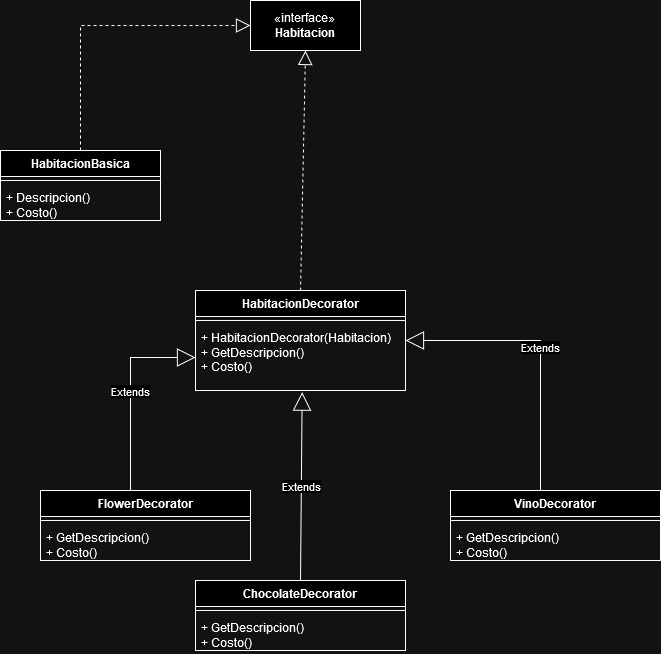 «interface»
Habitacion
HabitacionBasica
+ Descripcion()
+ Costo()
HabitacionDecorator
+ HabitacionDecorator(Habitacion)
+ GetDescripcion()
+ Costo()
Extends
Extends
Extends
FlowerDecorator
+ GetDescripcion()
+ Costo()
VinoDecorator
+ GetDescripcion()
+ Costo()
ChocolateDecorator
+ GetDescripcion()
+ Costo()